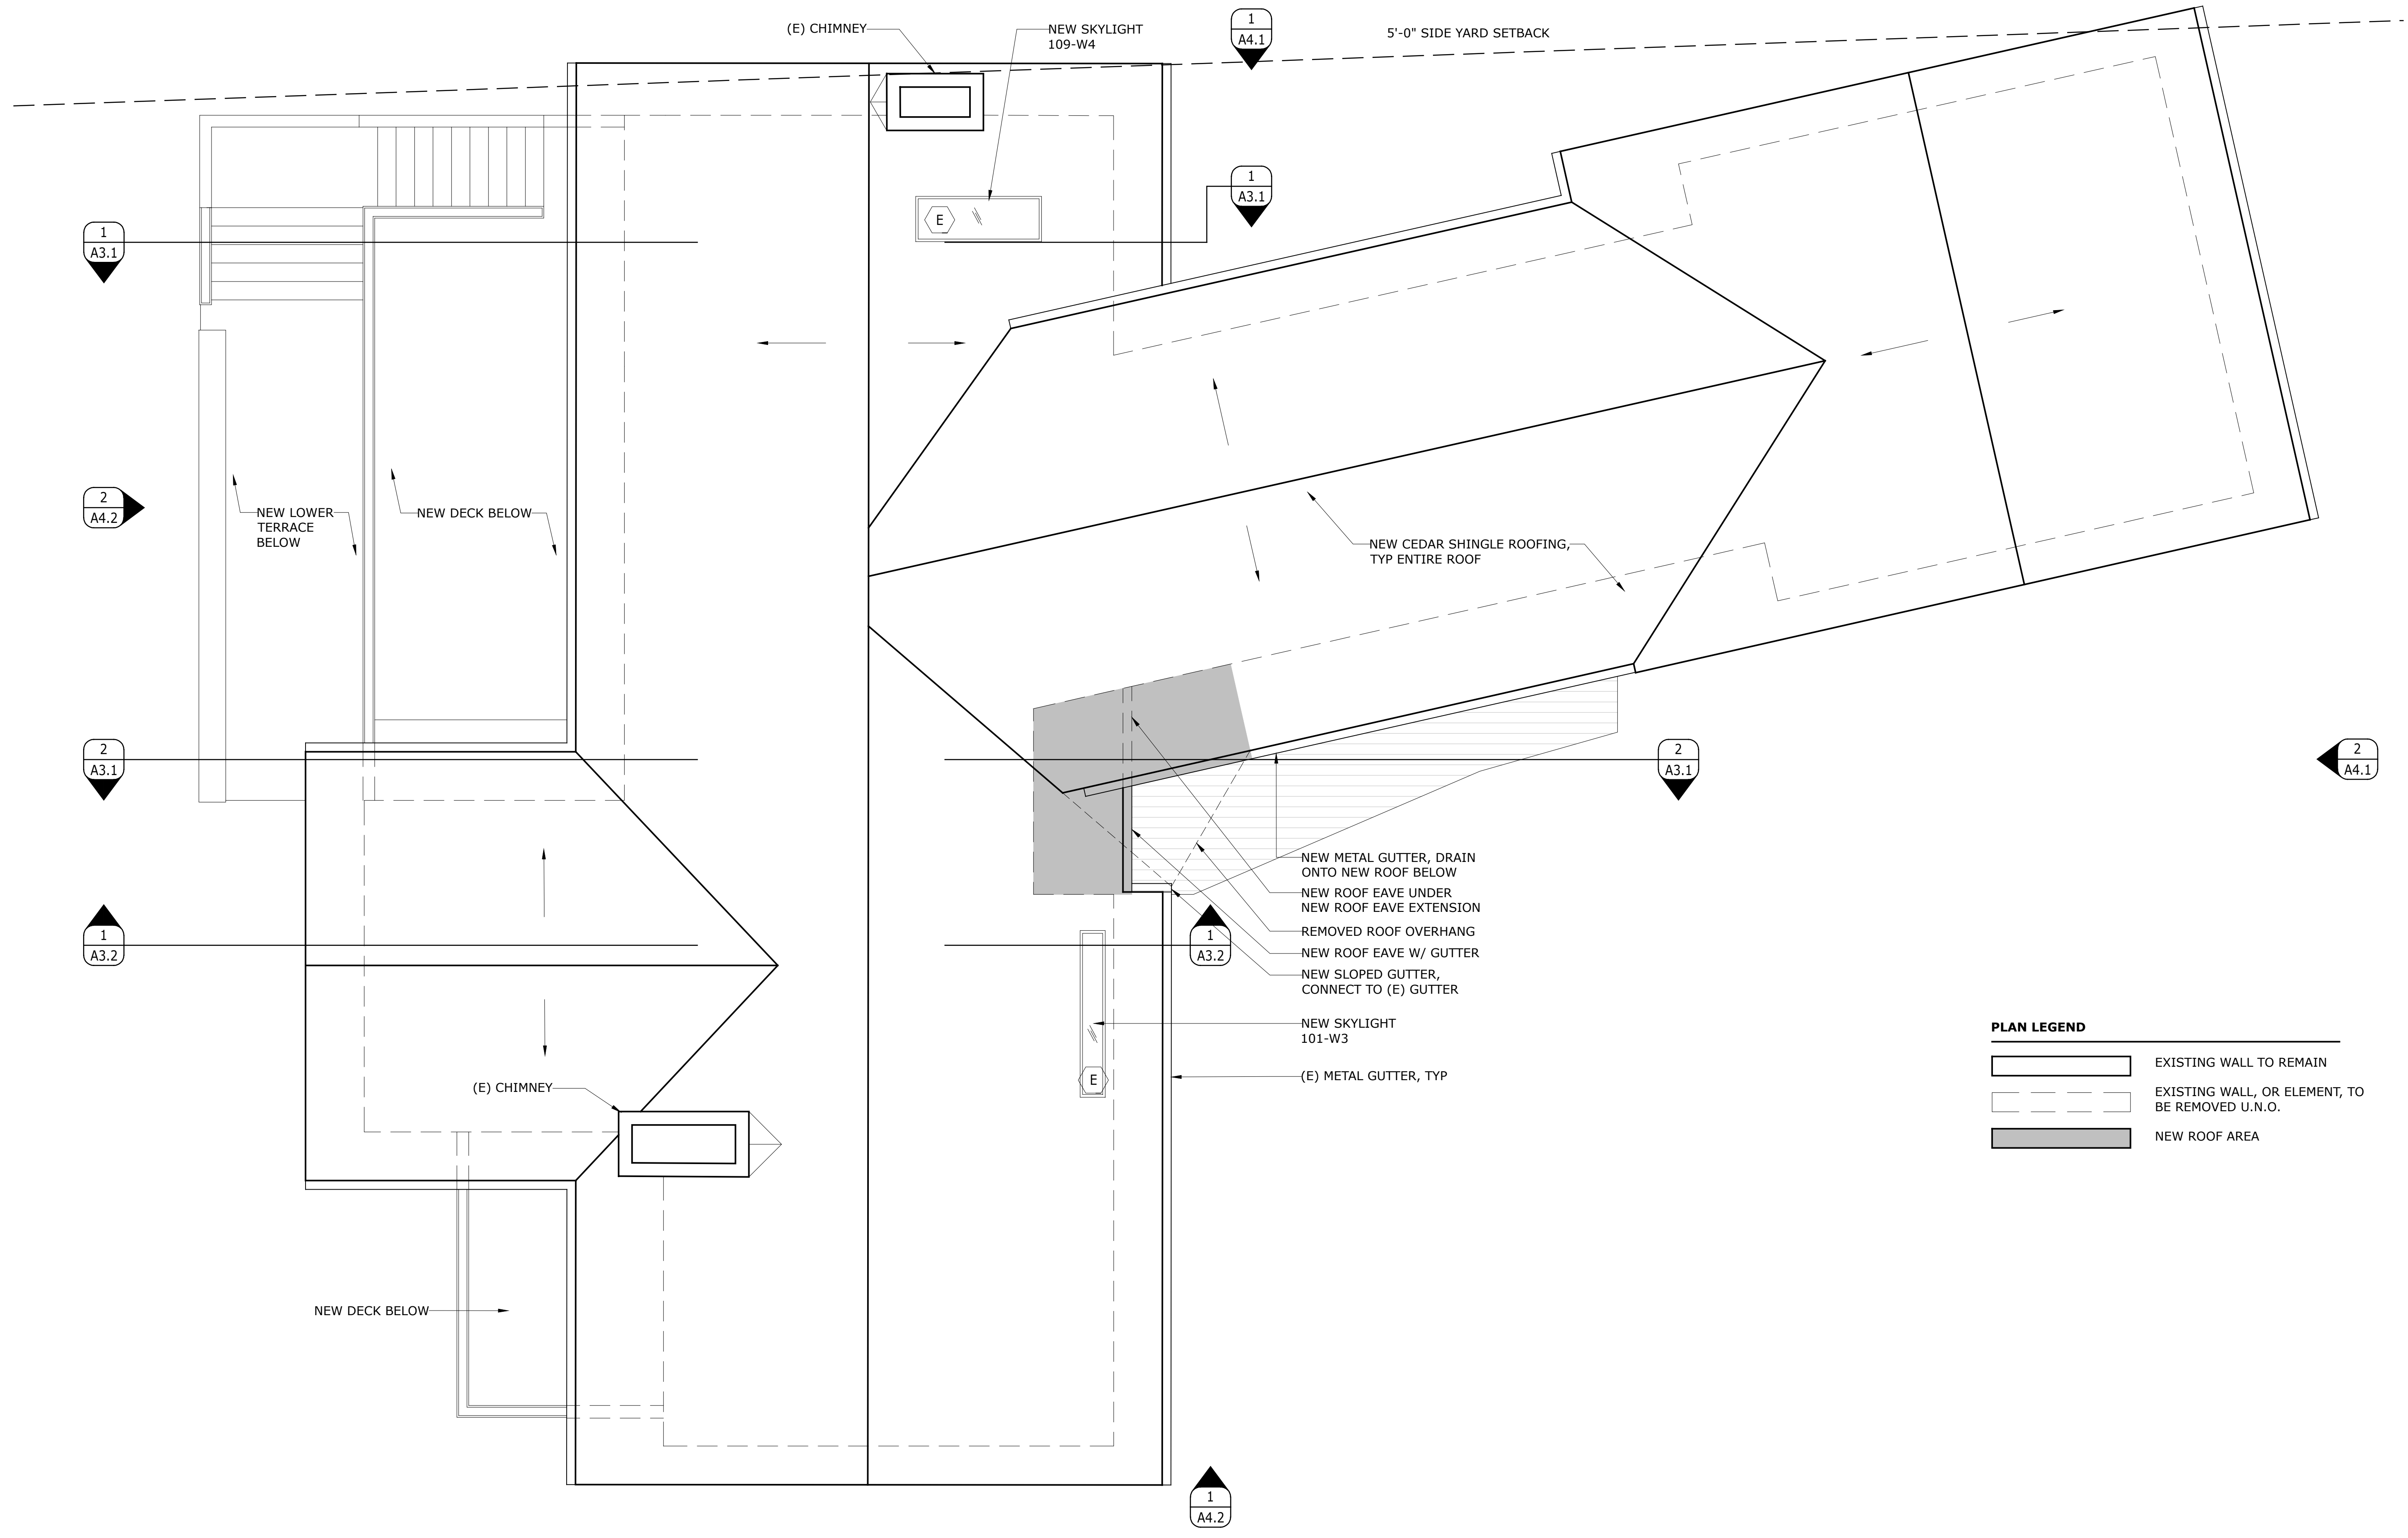 (E) CHIMNEY
NEW SKYLIGHT
109-W4
1
A4.1
5'-0" SIDE YARD SETBACK
1
A3.1
E
1
A3.1
2
A4.2
NEW LOWER
TERRACE
BELOW
NEW DECK BELOW
NEW CEDAR SHINGLE ROOFING,
TYP ENTIRE ROOF
2
A3.1
2
A3.1
2
A4.1
NEW METAL GUTTER, DRAIN
ONTO NEW ROOF BELOW
NEW ROOF EAVE UNDER
NEW ROOF EAVE EXTENSION
REMOVED ROOF OVERHANG
NEW ROOF EAVE W/ GUTTER
NEW SLOPED GUTTER,
CONNECT TO (E) GUTTER
1
A3.2
1
A3.2
NEW SKYLIGHT
101-W3
E
(E) METAL GUTTER, TYP
(E) CHIMNEY
PLAN LEGEND
EXISTING WALL TO REMAIN
EXISTING WALL, OR ELEMENT, TO
BE REMOVED U.N.O.
NEW ROOF AREA
NEW DECK BELOW
1
A4.2